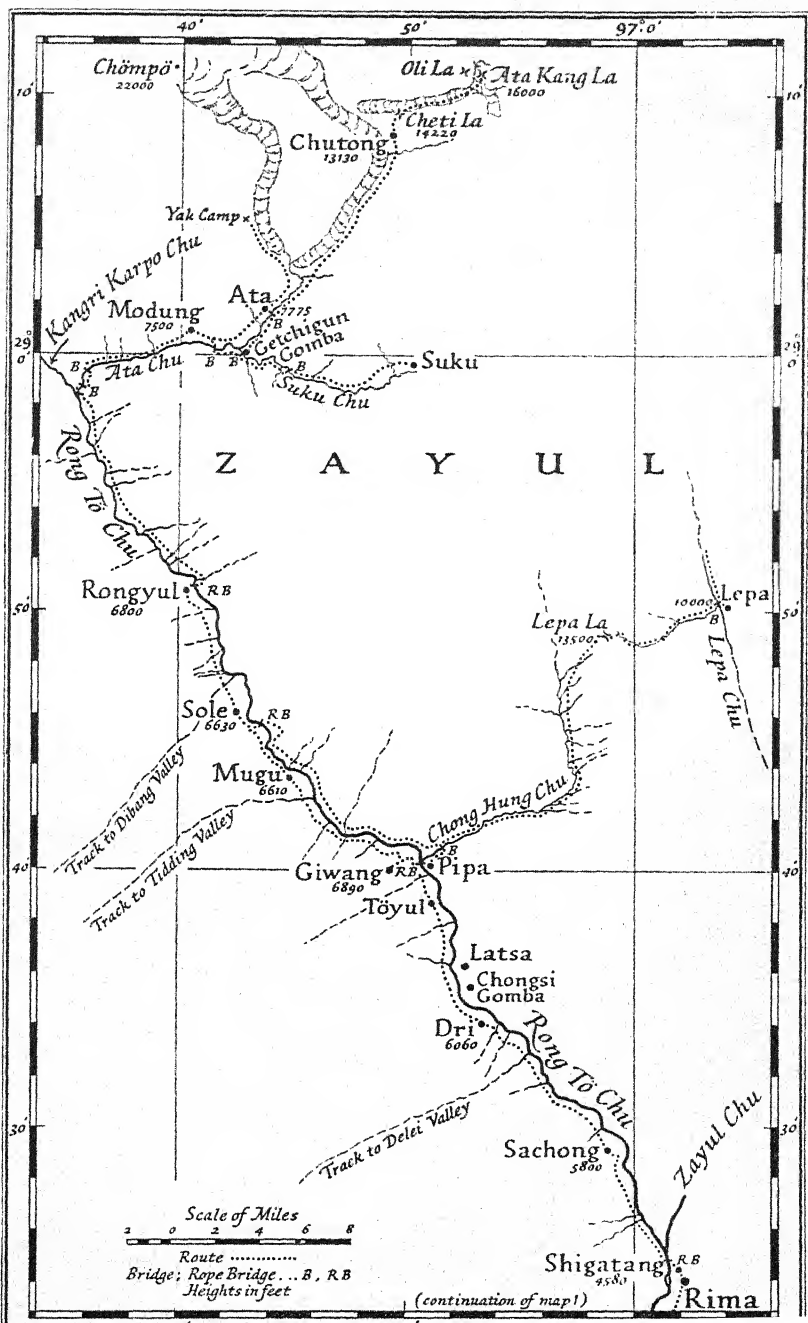 40'
50'
97° 0'
Chömpö
22000
Oli La
Ata Kang La
16000
10'
10'
Cheti La
14220
Chutong
13130
Yak Camp
Kangri Karpo Chu
Ata
7775
B
Modung
7500
Getchigun
Gomba
29°
0'
29°
0'
B
B
B
B
B
Ata Chu
Suku Chu
Suku
Rong Tö Chu
ZAYUL
Rongyul
6800
RB
Lepa La
13500
10000
Lepa
B
50'
50'
Lepa Chu
Sole
6630
RB
Mugu
6610
Track to Dibang Valley
Track to Tidding Valley
Chong Hung Chu
RB
Giwang
6890
RB
Pipa
40'
40'
Töyul
Latsa
Chongsi
Gomba
Dri
6060
Rong Tö Chu
Track to Delei Valley
30'
30'
Sachong
5800
Zayul Chu
Scale of Miles
2 0 2 4 6 8
Route ............
Bridge; Rope Bridge ... B, RB
Heights in feet
Shigatang
4580
RB
Rima
(continuation of map 1)